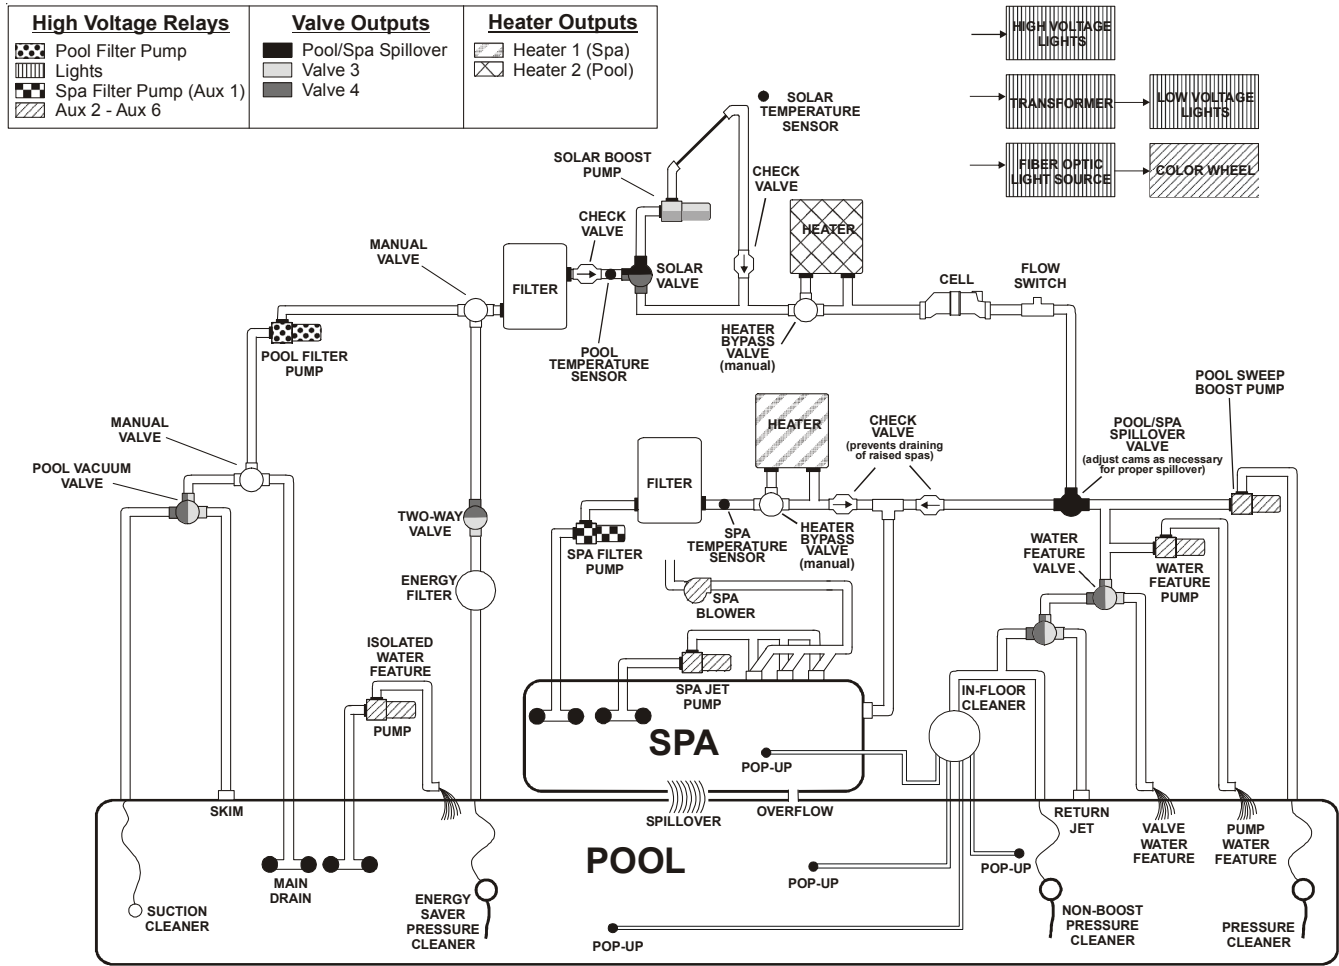 High Voltage Relays
Pool Filter Pump
Lights
Spa Filter Pump (Aux 1)
Aux 2 - Aux 6
Valve Outputs
Pool/Spa Spillover
Valve 3
Valve 4
Heater Outputs
Heater 1 (Spa)
Heater 2 (Pool)
HIGH VOLTAGE
LIGHTS
TRANSFORMER
LOW VOLTAGE
LIGHTS
FIBER OPTIC
LIGHT SOURCE
COLOR WHEEL
SOLAR
TEMPERATURE
SENSOR
SOLAR BOOST
PUMP
CHECK
VALVE
CHECK
VALVE
MANUAL
VALVE
FILTER
SOLAR
VALVE
HEATER
CELL
FLOW
SWITCH
POOL FILTER
PUMP
POOL
TEMPERATURE
SENSOR
HEATER
BYPASS
VALVE
(manual)
POOL SWEEP
BOOST PUMP
MANUAL
VALVE
POOL VACUUM
VALVE
HEATER
CHECK
VALVE
(prevents draining
of raised spas)
POOL/SPA
SPILLOVER
VALVE
(adjust cams as necessary
for proper spillover)
FILTER
TWO-WAY
VALVE
SPA FILTER
PUMP
SPA
TEMPERATURE
SENSOR
HEATER
BYPASS
VALVE
(manual)
WATER
FEATURE
VALVE
WATER
FEATURE
PUMP
ENERGY
FILTER
SPA
BLOWER
ISOLATED
WATER
FEATURE
PUMP
SPA JET
PUMP
IN-FLOOR
CLEANER
SPA
POP-UP
SKIM
SPILLOVER
OVERFLOW
RETURN
JET
VALVE
WATER
FEATURE
PUMP
WATER
FEATURE
POOL
MAIN
DRAIN
POP-UP
POP-UP
SUCTION
CLEANER
ENERGY
SAVER
PRESSURE
CLEANER
POP-UP
NON-BOOST
PRESSURE
CLEANER
PRESSURE
CLEANER